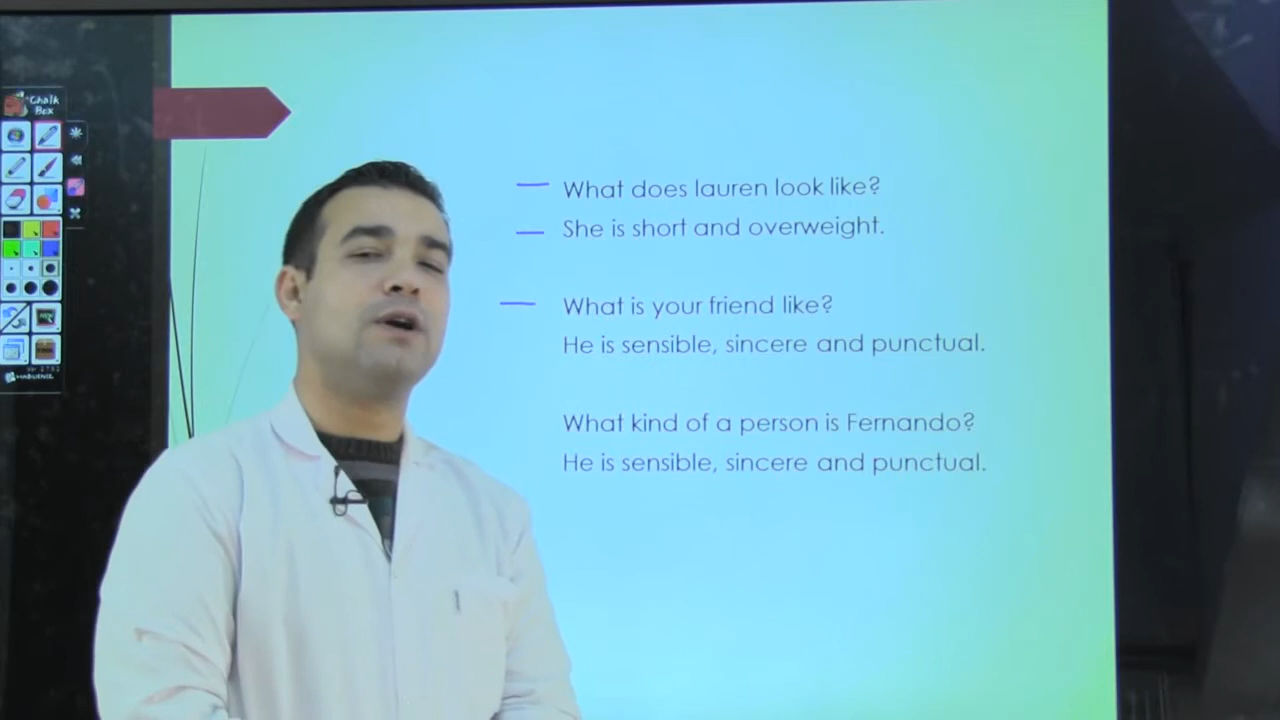 Chalk
Box
What does lauren look like?
She is short and overweight.
What is your friend like?
He is sensible, sincere and punctual.
What kind of a person is Fernando?
He is sensible, sincere and punctual.